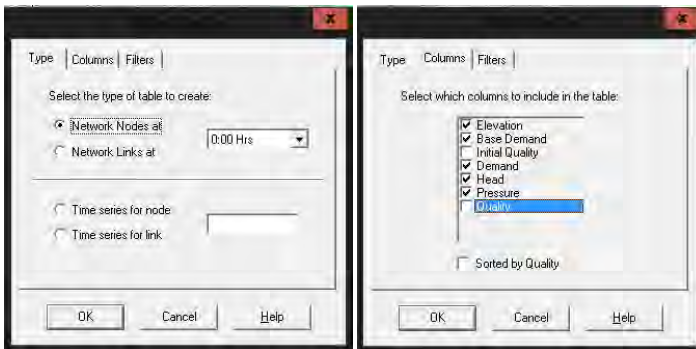 Type Columns Filters
Select the type of table to create:
Network Nodes at
0:00 Hrs
Network Links at
Time series for node
Time series for link
OK Cancel Help
Type Columns Filters
Select which columns to include in the table:
Elevation
Base Demand
Initial Quality
Demand
Head
Pressure
Quality
Sorted by Quality
OK Cancel Help